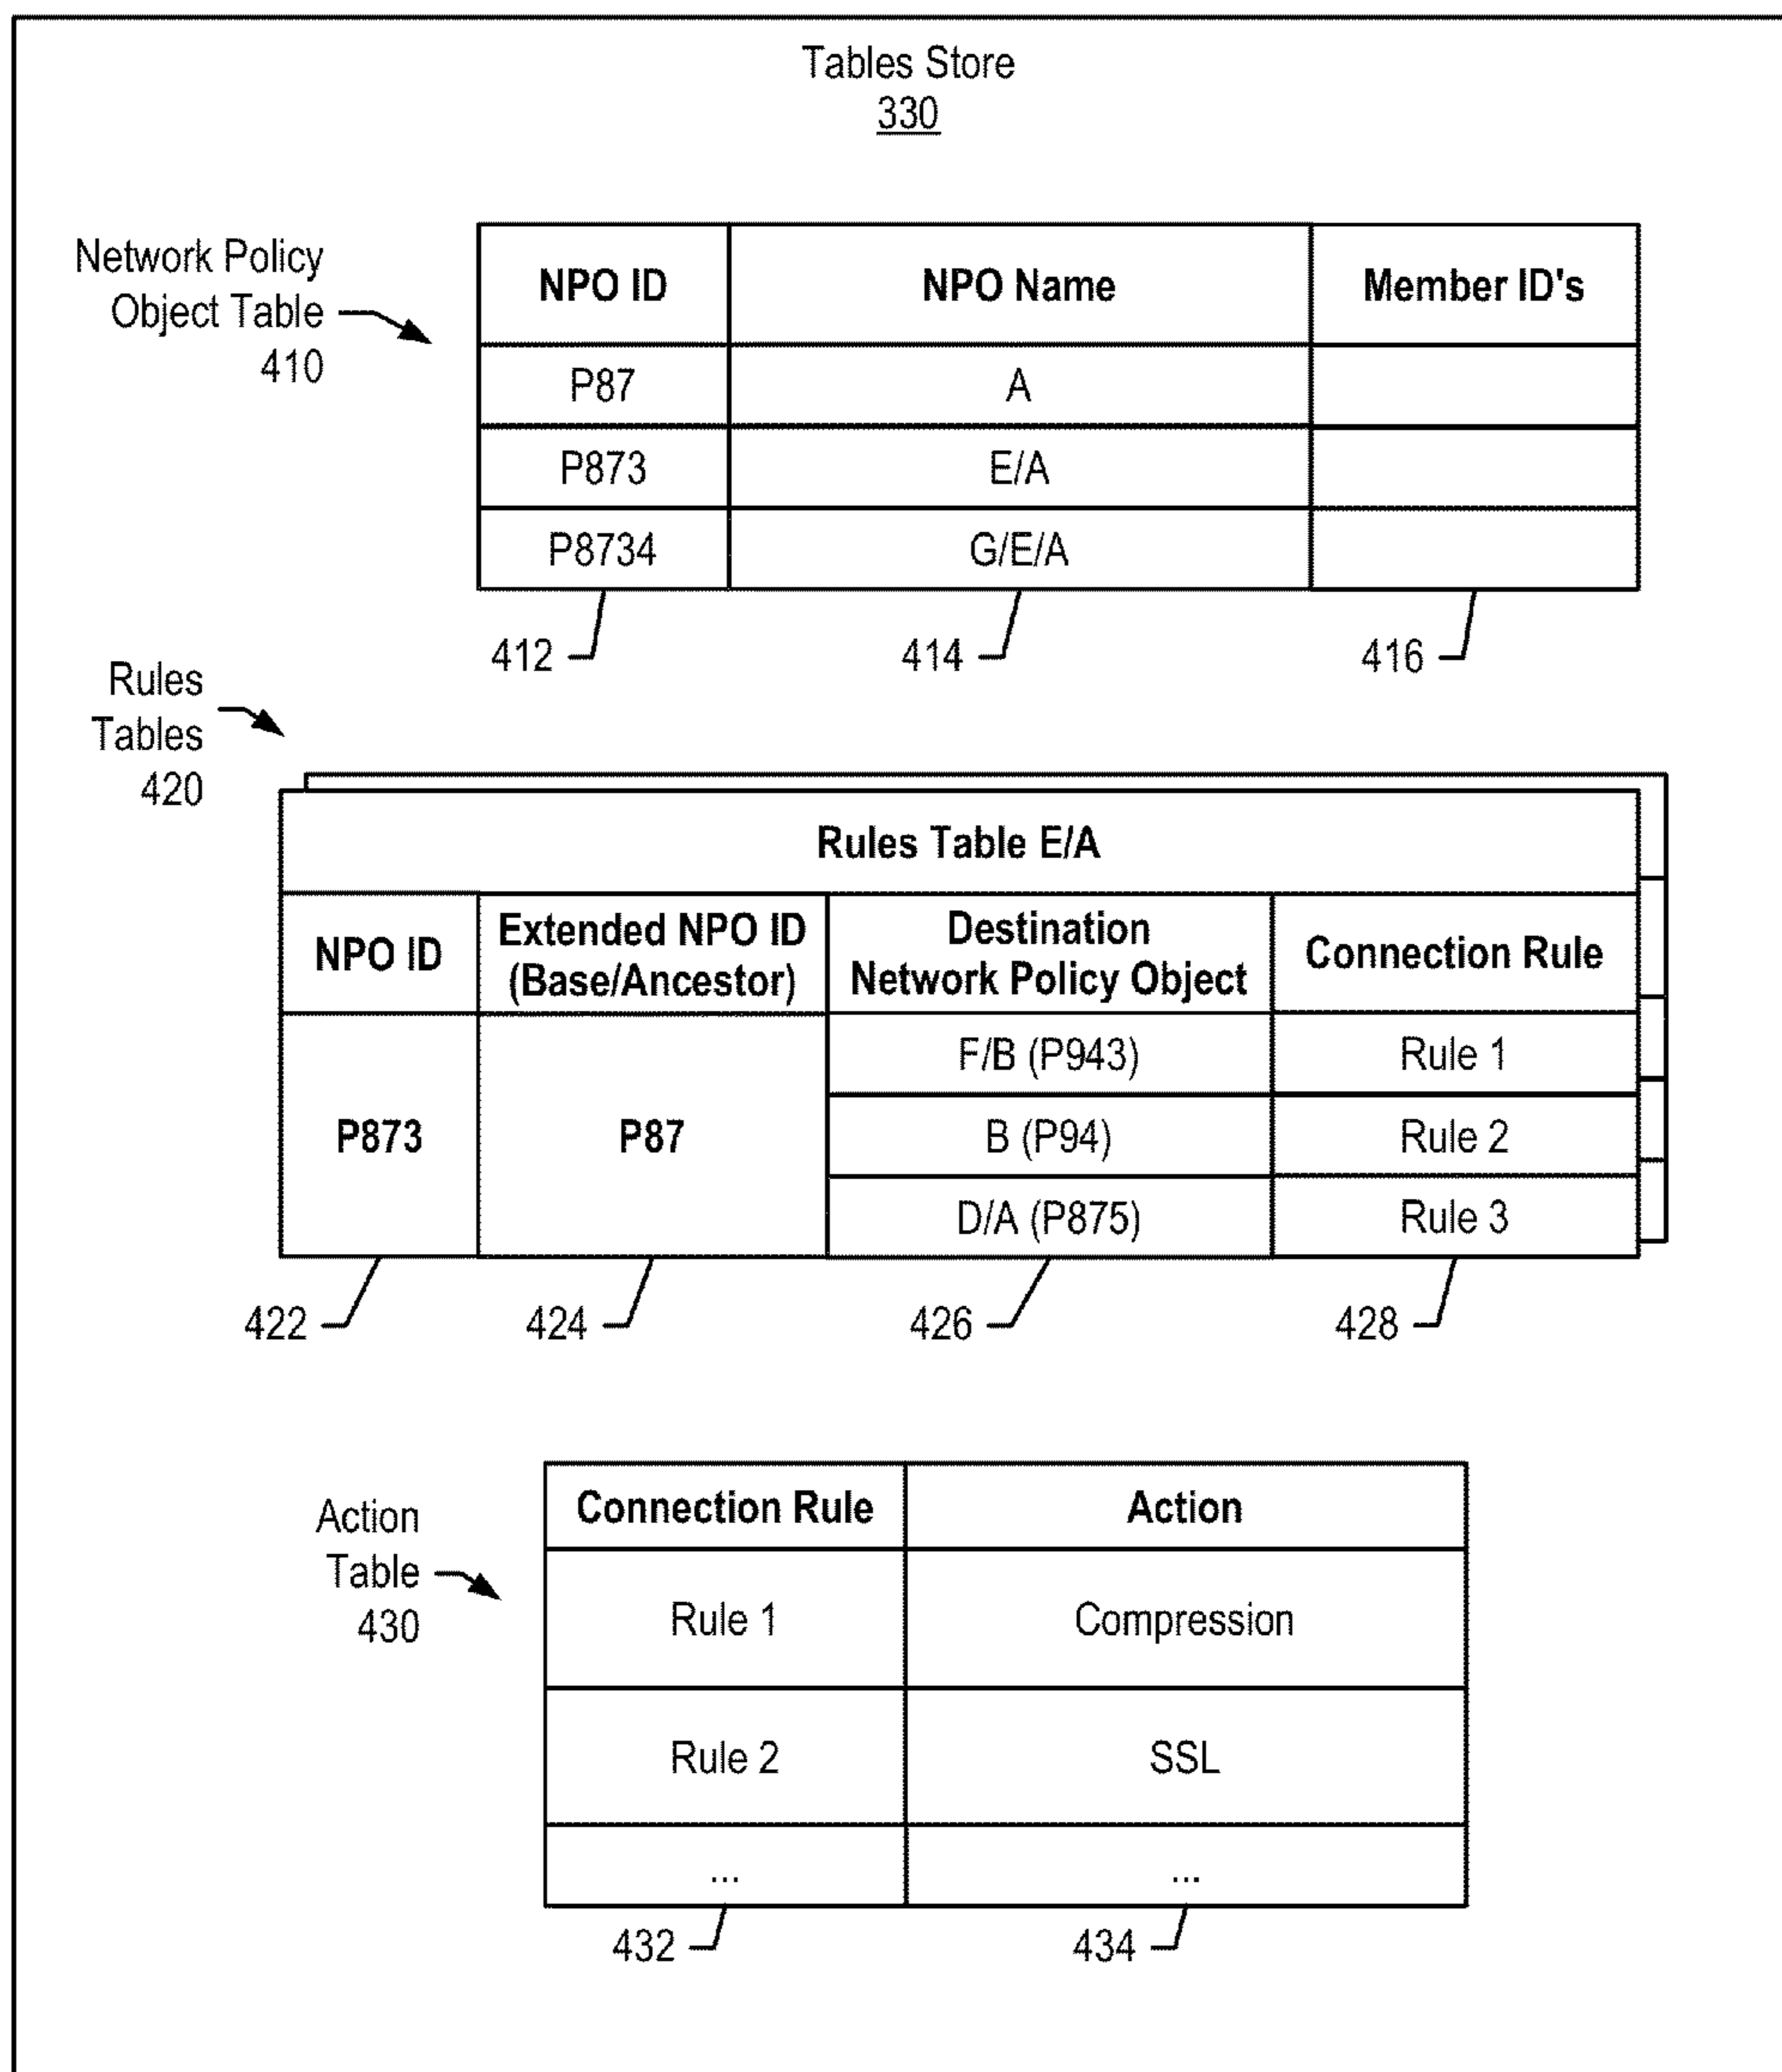 Tables Store
330
Network Policy
Object Table
410
NPO ID
NPO Name
Member ID's
P87
A
P873
E/A
P8734
G/E/A
412
414
416
Rules
Tables
420
Rules Table E/A
NPO ID
Extended NPO ID
(Base/Ancestor)
Destination
Network Policy Object
Connection Rule
P873
P87
F/B (P943)
Rule 1
B (P94)
Rule 2
D/A (P875)
Rule 3
422
424
426
428
Action
Table
430
Connection Rule
Action
Rule 1
Compression
Rule 2
SSL
...
...
432
434